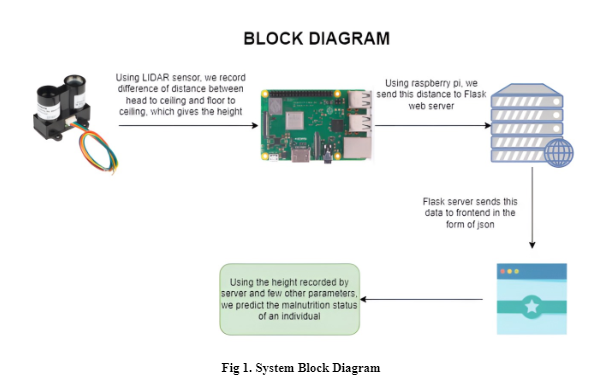 BLOCK DIAGRAM
Using LIDAR sensor, we record
difference of distance between
head to ceiling and floor to
ceiling, which gives the height
Using raspberry pi, we
send this distance to Flask
web server
Flask server sends this
data to frontend in the
form of json
Using the height recorded by
server and few other parameters,
we predict the malnutrition status
of an individual
Fig 1. System Block Diagram